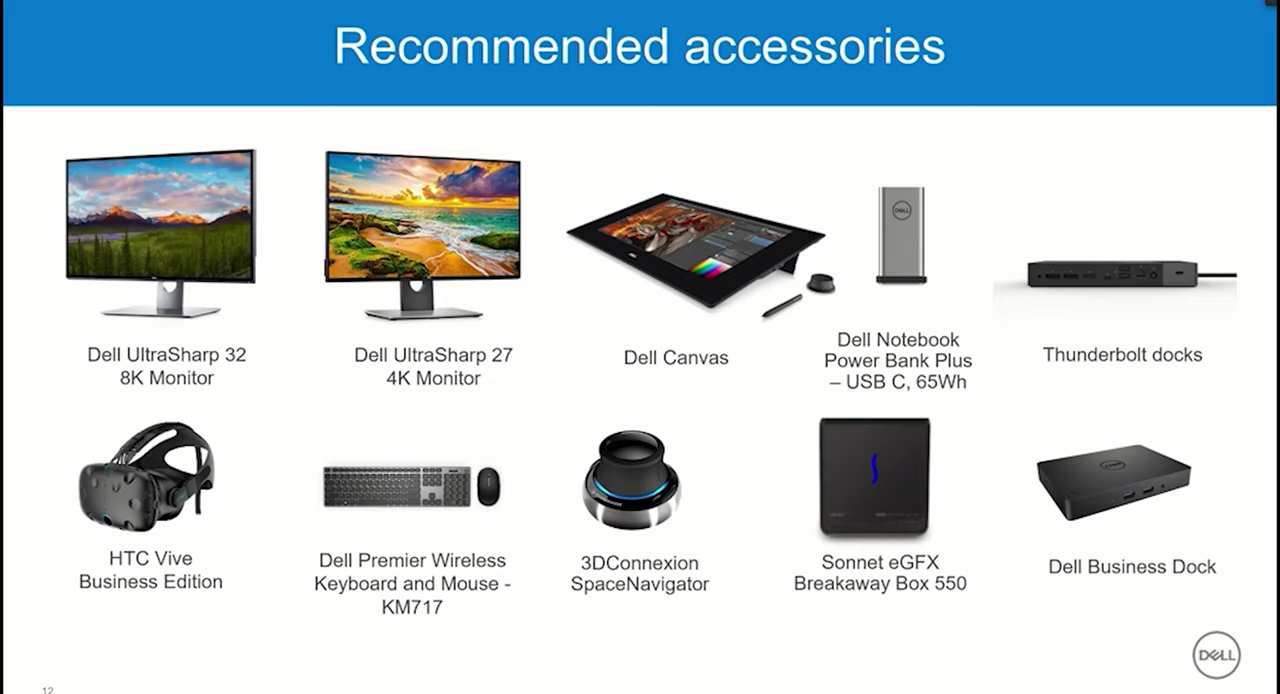 Recommended accessories
Dell UltraSharp 32
8K Monitor
Dell UltraSharp 27
4K Monitor
Dell Canvas
DELL
Dell Notebook
Power Bank Plus
– USB C, 65Wh
Thunderbolt docks
HTC Vive
Business Edition
Dell Premier Wireless
Keyboard and Mouse -
KM717
3DConnexion
SpaceNavigator
Sonnet eGFX
Breakaway Box 550
Dell Business Dock
DELL
12